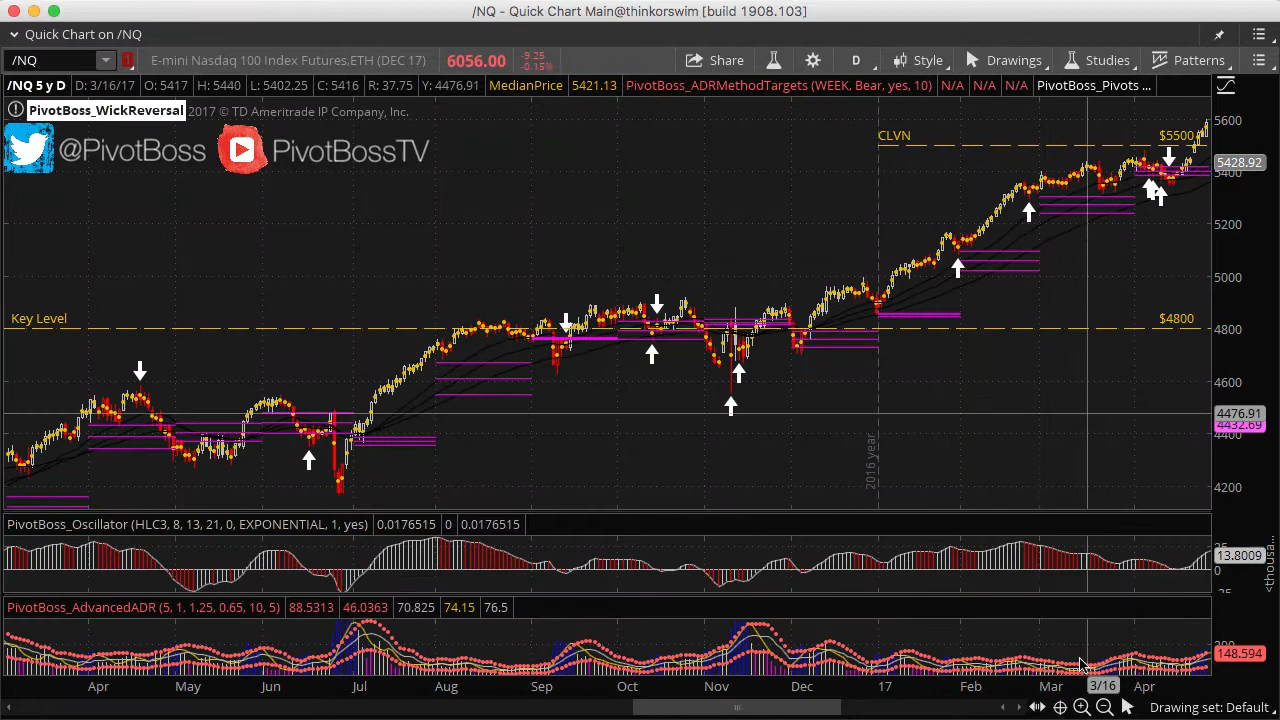 /NQ - Quick Chart Main@thinkorswim [build 1908.103]
Quick Chart on /NQ
/NQ E-mini Nasdaq 100 Index Futures,ETH (DEC 17) 6056.00 -9.25 -0.15% Share D Style Drawings Studies Patterns
/NQ 5 y D D: 3/16/17 O: 5417 H: 5440 L: 5402.25 C: 5416 R: 37.75 Y: 4476.91 MedianPrice 5421.13 PivotBoss_ADRMethodTargets (WEEK, Bear, yes, 10) N/A N/A N/A PivotBoss_Pivots ...
PivotBoss_WickReversal 2017 © TD Ameritrade IP Company, Inc.
@PivotBoss PivotBossTV
CLVN $5500
5600
5428.92
5400
5200
5000
Key Level $4800
4800
4600
4476.91
4432.69
4400
4200
2016 year
PivotBoss_Oscillator (HLC3, 8, 13, 21, 0, EXPONENTIAL, 1, yes) 0.0176515 0 0.0176515
25
13.8009
0
-25
<thousa...
PivotBoss_AdvancedADR (5, 1, 1.25, 0.65, 10, 5) 88.5313 46.0363 70.825 74.15 76.5
200
148.594
Apr May Jun Jul Aug Sep Oct Nov Dec 17 Feb Mar 3/16 Apr
Drawing set: Default